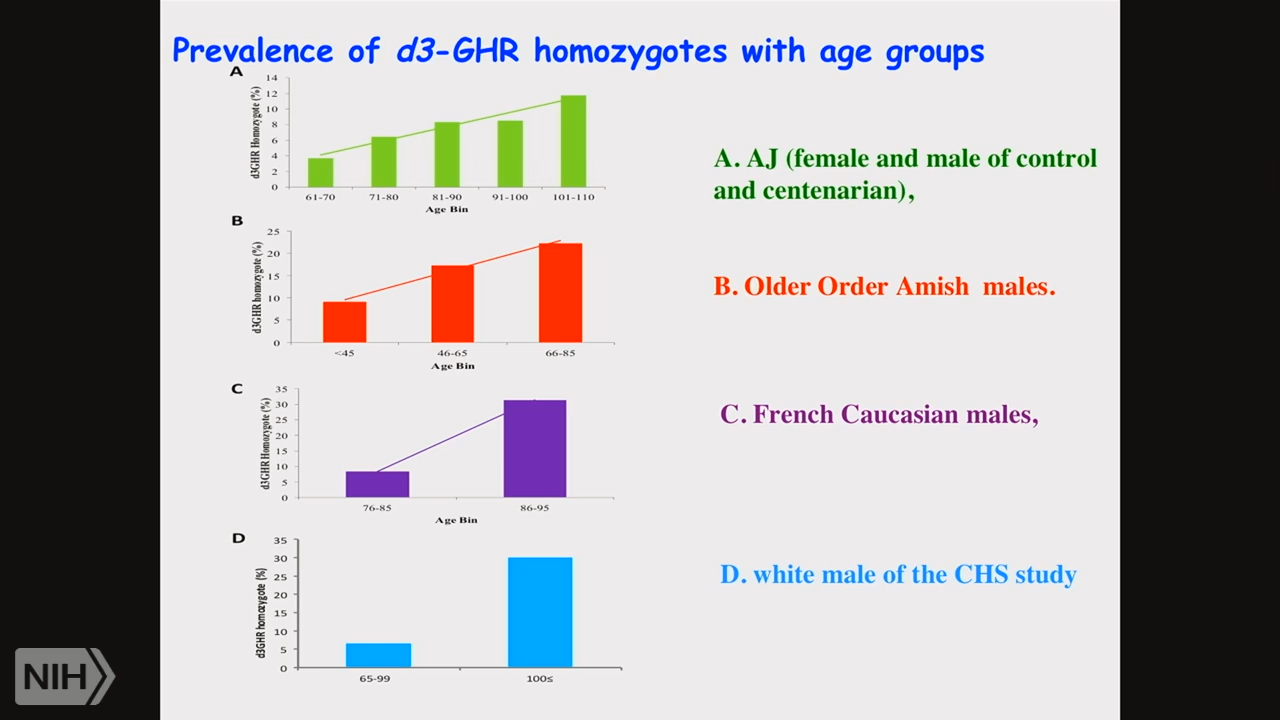 Prevalence of d3-GHR homozygotes with age groups
A
d3GHR Homozygote (%)
14
12
10
8
6
4
2
0
61-70 71-80 81-90 91-100 101-110
Age Bin
A. AJ (female and male of control
and centenarian),
B
d3GHR homozygote (%)
25
20
15
10
5
0
<45 46-65 66-85
Age Bin
B. Older Order Amish males.
C
d3GHR Homozygote (%)
35
30
25
20
15
10
5
0
76-85 86-95
Age Bin
C. French Caucasian males,
D
d3GHR homozygote (%)
35
30
25
20
15
10
5
0
65-99 100≤
D. white male of the CHS study
NIH